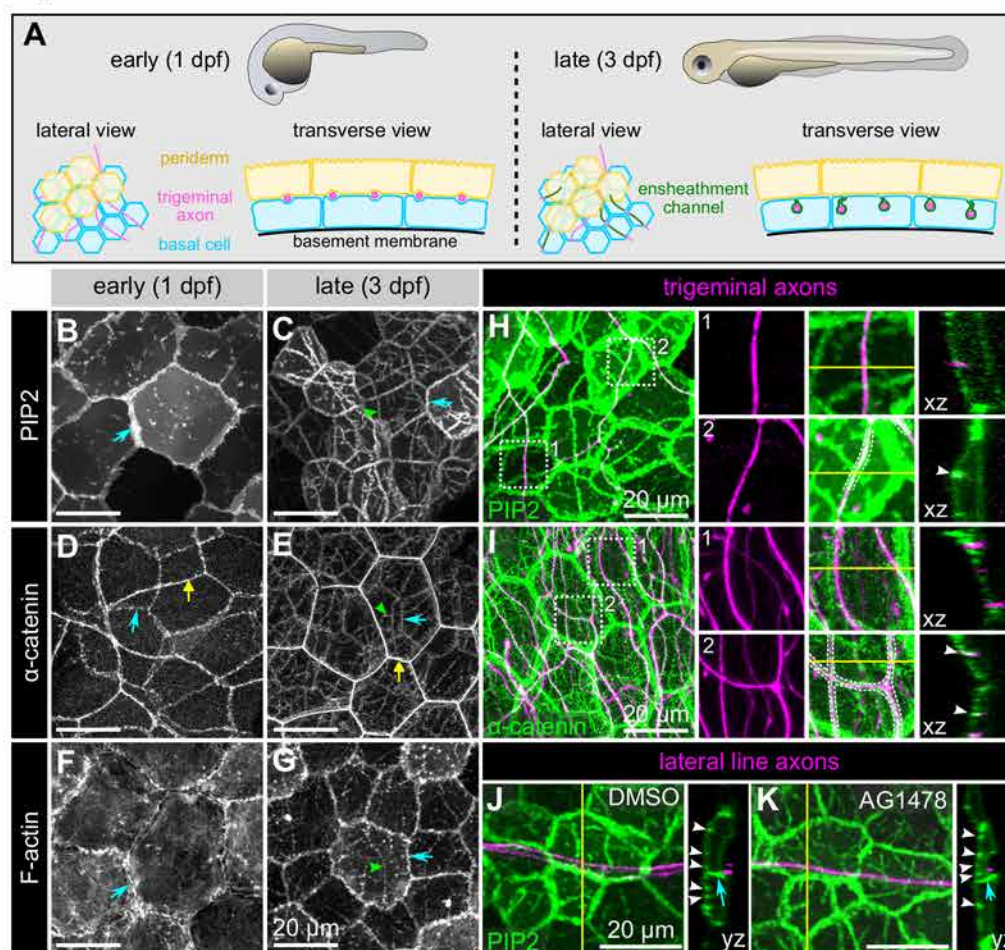 A
early (1 dpf)
late (3 dpf)
lateral view
transverse view
lateral view
transverse view
periderm
trigeminal
axon
basal cell
basement membrane
ensheathment
channel
early (1 dpf)
late (3 dpf)
trigeminal axons
PIP2
B
C
H
2
1
PIP2
20 µm
1
xz
2
xz
α-catenin
D
E
I
1
2
α-catenin
20 µm
1
xz
2
xz
lateral line axons
F-actin
F
G
20 µm
J
DMSO
PIP2
20 µm
yz
K
AG1478